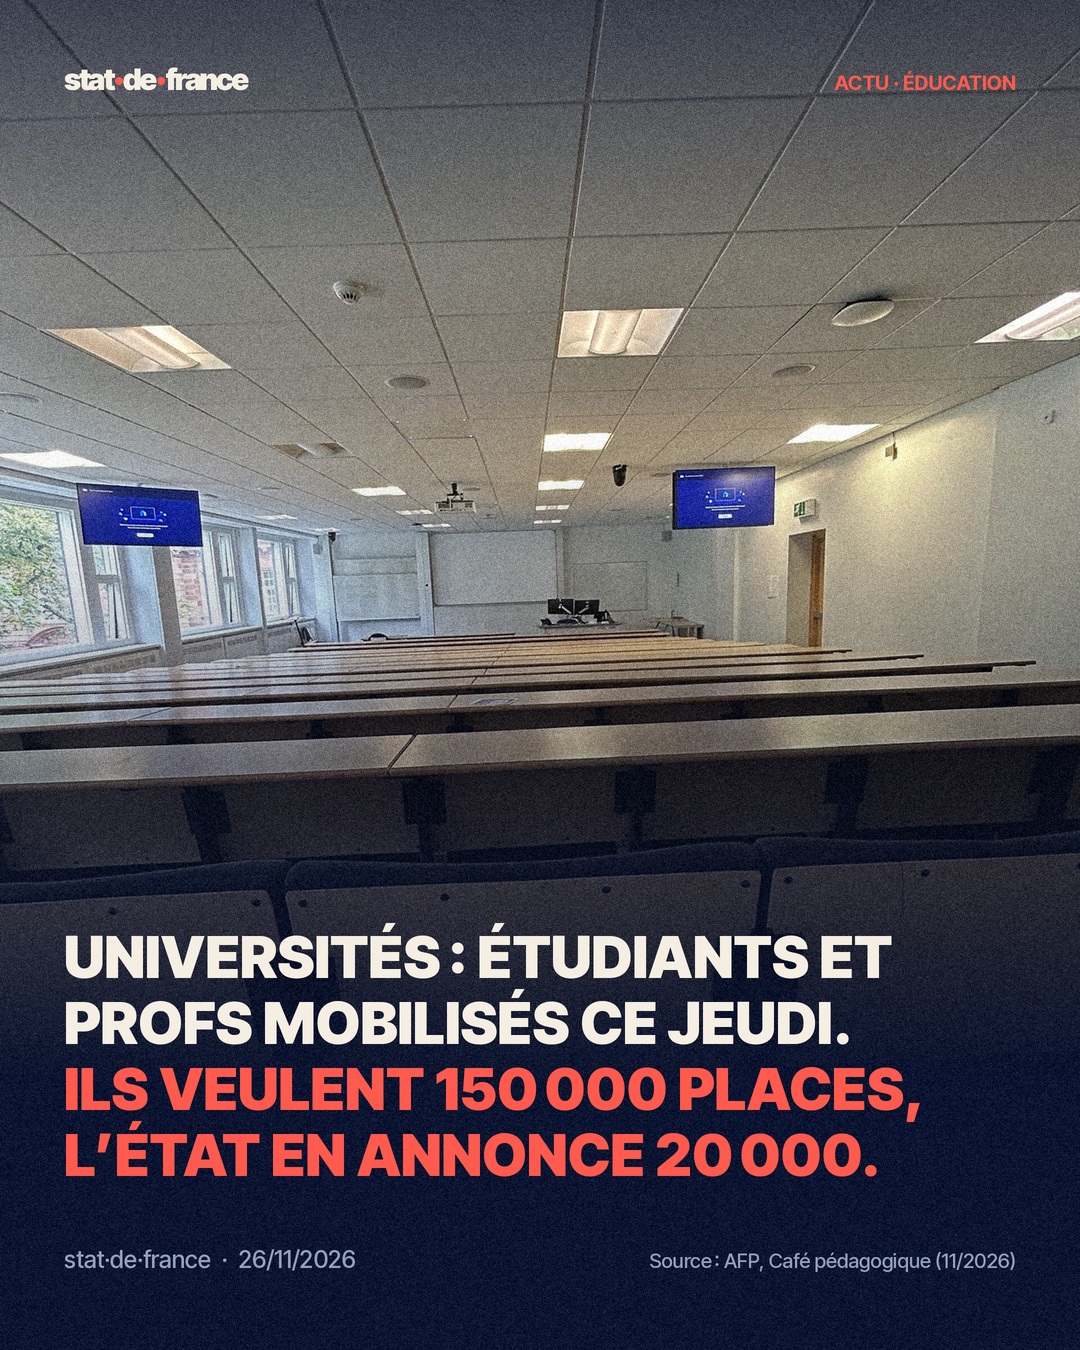 stat·de·france
ACTU · ÉDUCATION
UNIVERSITÉS : ÉTUDIANTS ET
PROFS MOBILISÉS CE JEUDI.
ILS VEULENT 150 000 PLACES,
L’ÉTAT EN ANNONCE 20 000.
stat·de·france · 26/11/2026
Source : AFP, Café pédagogique (11/2026)